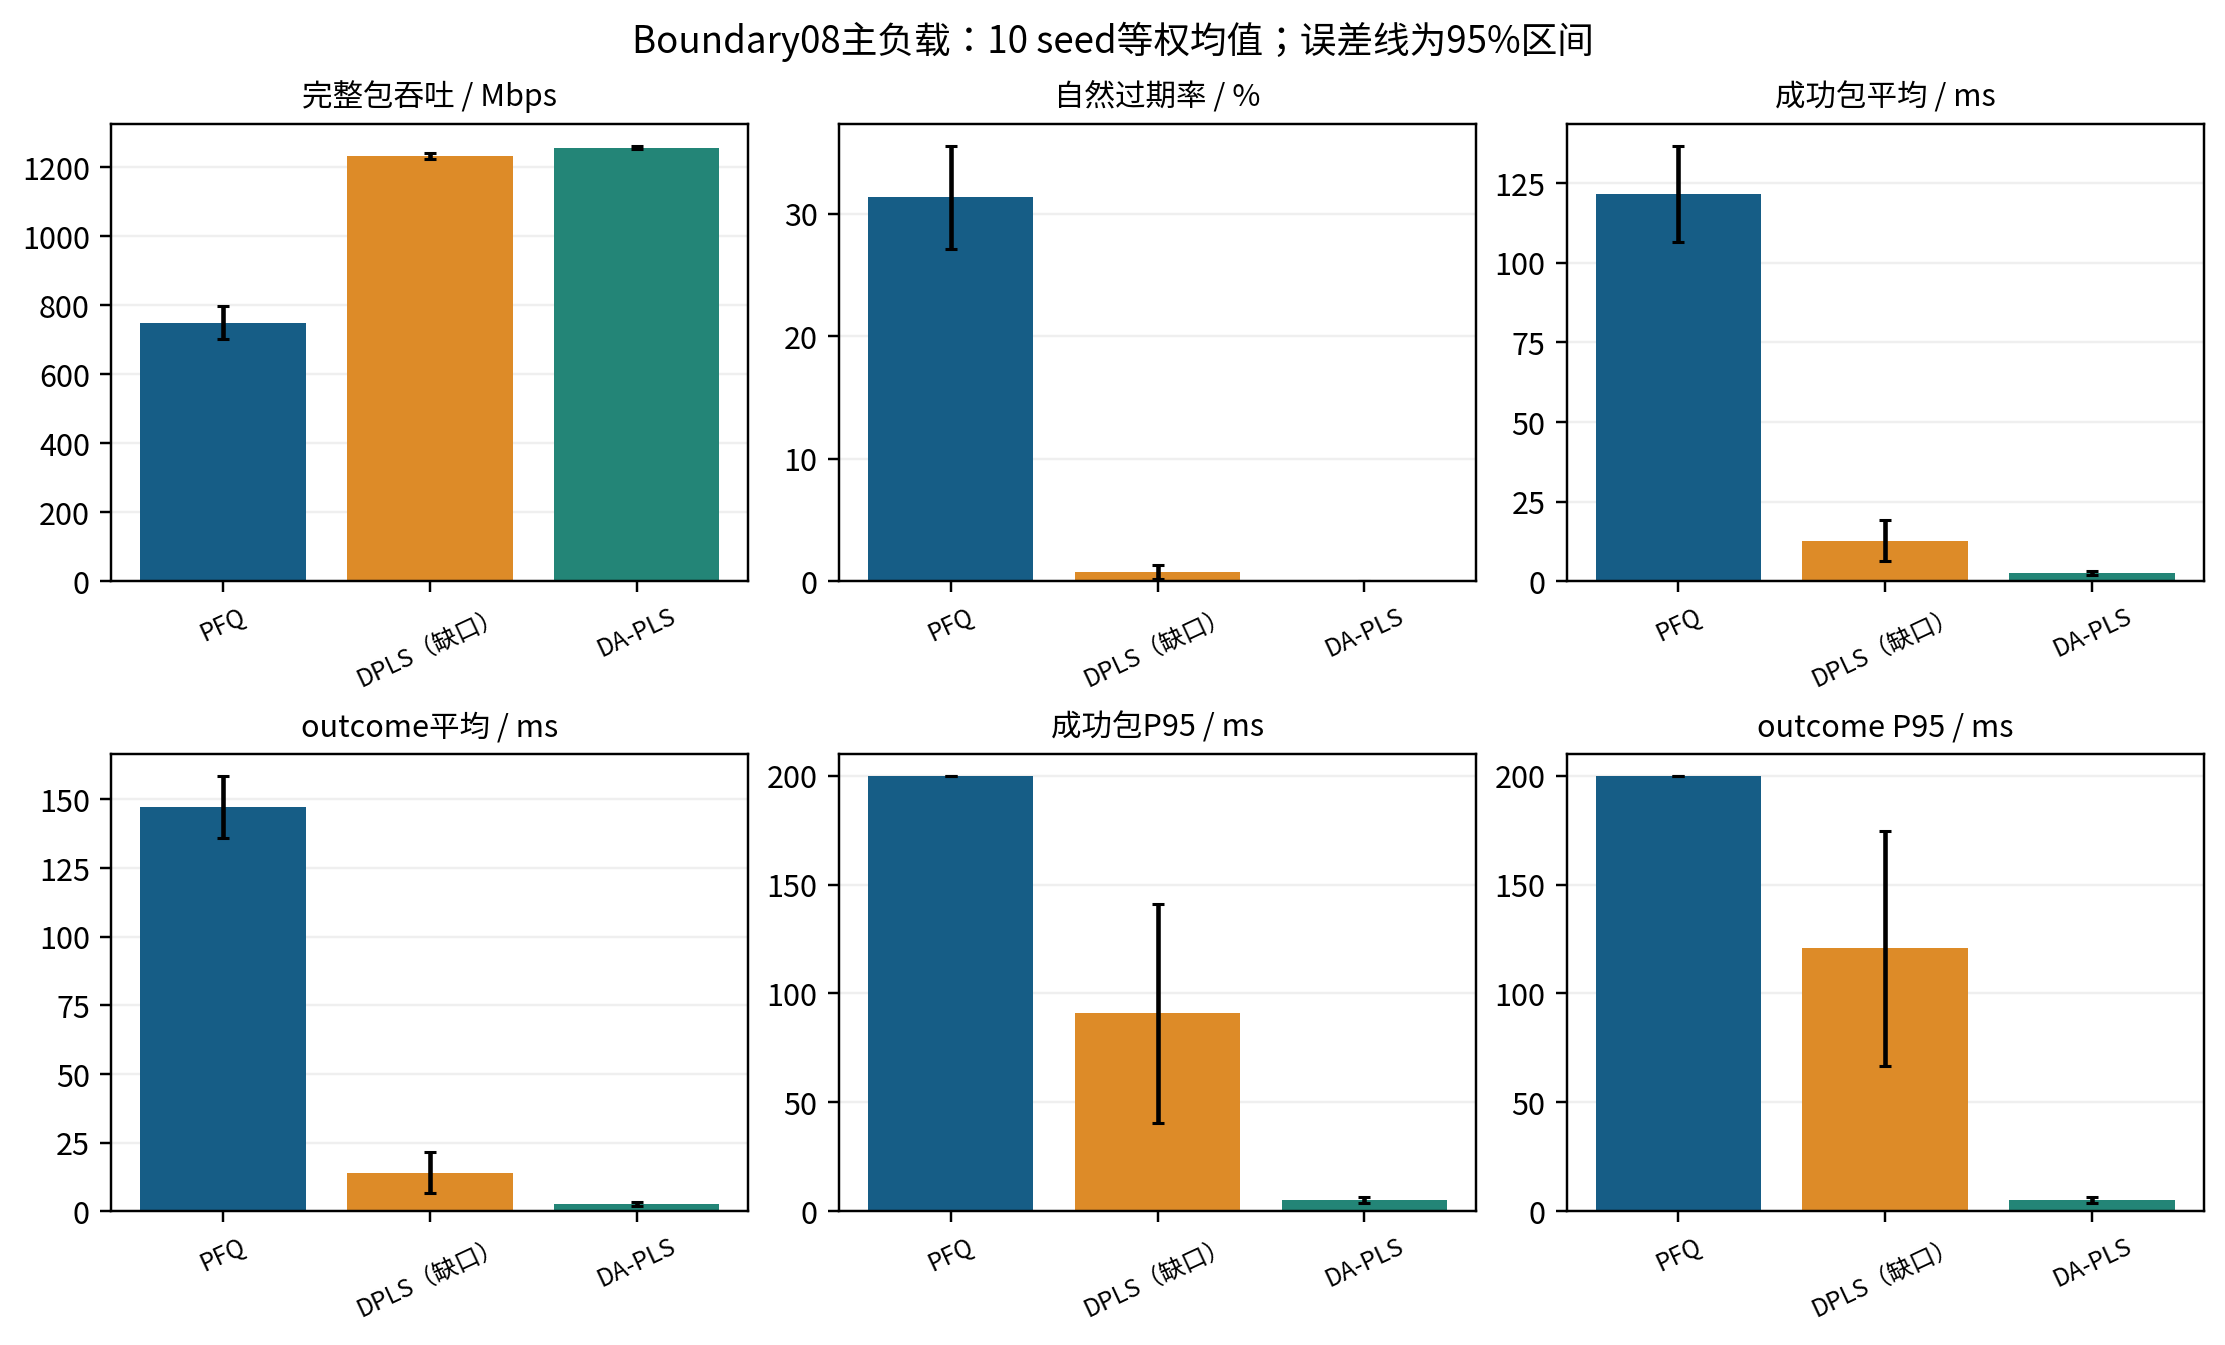 Boundary08主负载：10 seed等权均值；误差线为95%区间
完整包吞吐 / Mbps
1200
1000
800
600
400
200
0
PFQ
DPLS（缺口）
DA-PLS
自然过期率 / %
30
20
10
0
PFQ
DPLS（缺口）
DA-PLS
成功包平均 / ms
125
100
75
50
25
0
PFQ
DPLS（缺口）
DA-PLS
outcome平均 / ms
150
125
100
75
50
25
0
PFQ
DPLS（缺口）
DA-PLS
成功包P95 / ms
200
150
100
50
0
PFQ
DPLS（缺口）
DA-PLS
outcome P95 / ms
200
150
100
50
0
PFQ
DPLS（缺口）
DA-PLS